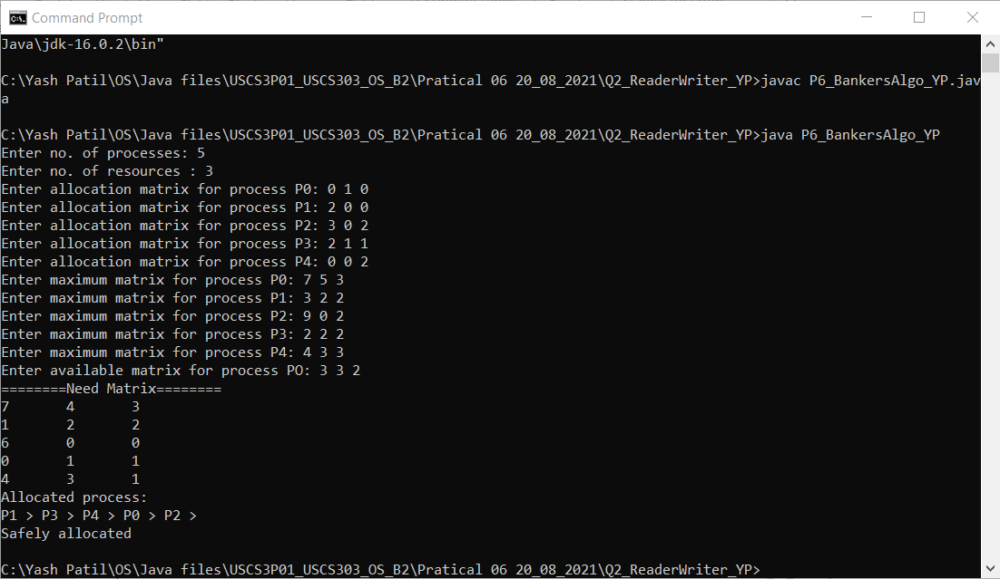 Command Prompt
Java\jdk-16.0.2\bin"
C:\Yash Patil\OS\Java files\USCS3P01_USCS303_OS_B2\Pratical 06 20_08_2021\Q2_ReaderWriter_YP>javac P6_BankersAlgo_YP.jav
a
C:\Yash Patil\OS\Java files\USCS3P01_USCS303_OS_B2\Pratical 06 20_08_2021\Q2_ReaderWriter_YP>java P6_BankersAlgo_YP
Enter no. of processes: 5
Enter no. of resources : 3
Enter allocation matrix for process P0: 0 1 0
Enter allocation matrix for process P1: 2 0 0
Enter allocation matrix for process P2: 3 0 2
Enter allocation matrix for process P3: 2 1 1
Enter allocation matrix for process P4: 0 0 2
Enter maximum matrix for process P0: 7 5 3
Enter maximum matrix for process P1: 3 2 2
Enter maximum matrix for process P2: 9 0 2
Enter maximum matrix for process P3: 2 2 2
Enter maximum matrix for process P4: 4 3 3
Enter available matrix for process PO: 3 3 2
========Need Matrix========
7       4       3
1       2       2
6       0       0
0       1       1
4       3       1
Allocated process:
P1 > P3 > P4 > P0 > P2 >
Safely allocated
C:\Yash Patil\OS\Java files\USCS3P01_USCS303_OS_B2\Pratical 06 20_08_2021\Q2_ReaderWriter_YP>